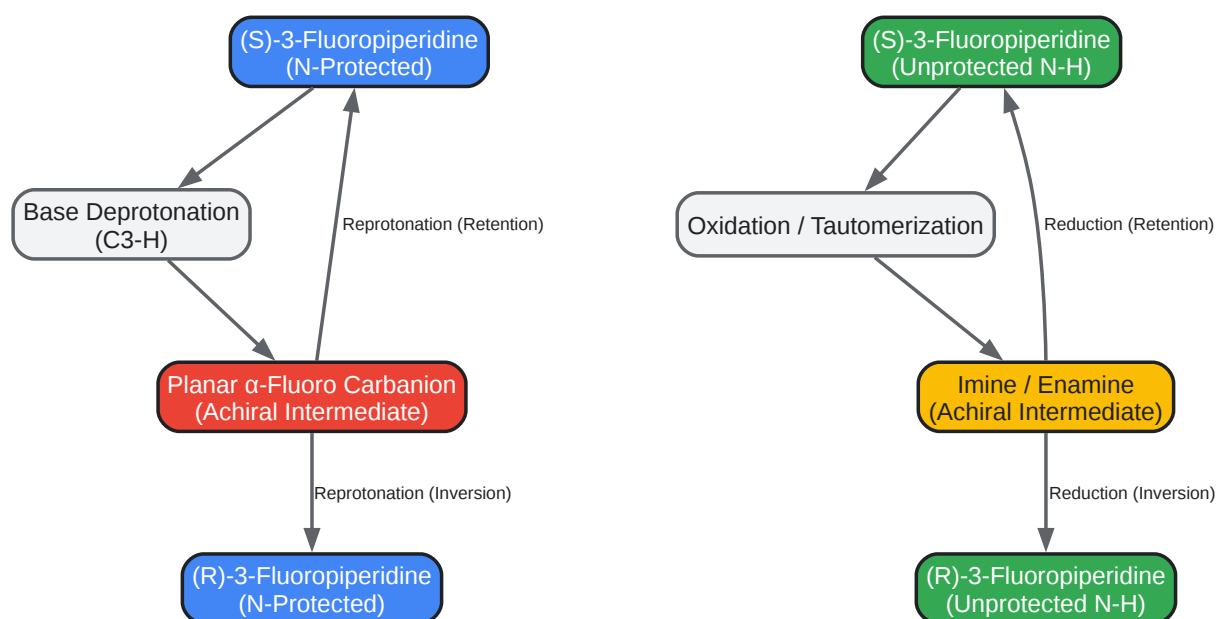 (S)-3-Fluoropiperidine
(N-Protected)
Base Deprotonation
(C3-H)
Reprotonation (Retention)
Planar α-Fluoro Carbanion
(Achiral Intermediate)
Reprotonation (Inversion)
(R)-3-Fluoropiperidine
(N-Protected)
(S)-3-Fluoropiperidine
(Unprotected N-H)
Oxidation / Tautomerization
Reduction (Retention)
Imine / Enamine
(Achiral Intermediate)
Reduction (Inversion)
(R)-3-Fluoropiperidine
(Unprotected N-H)